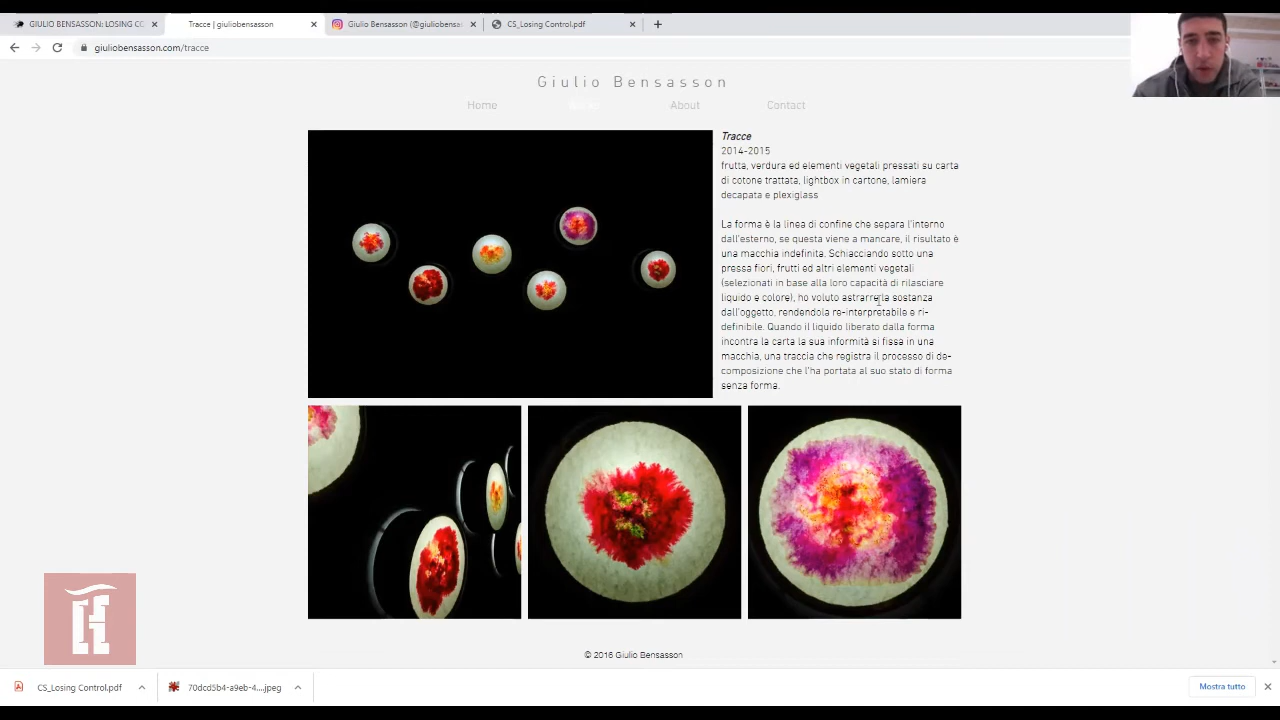 GIULIO BENSASSON: LOSING CO
Tracce | giuliobensasson
Giulio Bensasson (@giuliobensa
CS_Losing Control.pdf
giuliobensasson.com/tracce
Giulio Bensasson
Home
About
Contact
Tracce
2014-2015
frutta, verdura ed elementi vegetali pressati su carta
di cotone trattata, lightbox in cartone, lamiera
decapata e plexiglass
La forma è la linea di confine che separa l'interno
dall'esterno, se questa viene a mancare, il risultato è
una macchia indefinita. Schiacciando sotto una
pressa fiori, frutti ed altri elementi vegetali
(selezionati in base alla loro capacità di rilasciare
liquido e colore), ho voluto astrarre la sostanza
dall'oggetto, rendendola re-interpretabile e ri-
definibile. Quando il liquido liberato dalla forma
incontra la carta la sua informità si fissa in una
macchia, una traccia che registra il processo di de-
composizione che l'ha portata al suo stato di forma
senza forma.
© 2016 Giulio Bensasson
CS_Losing Control.pdf
70dcd5b4-a9eb-4....jpeg
Mostra tutto